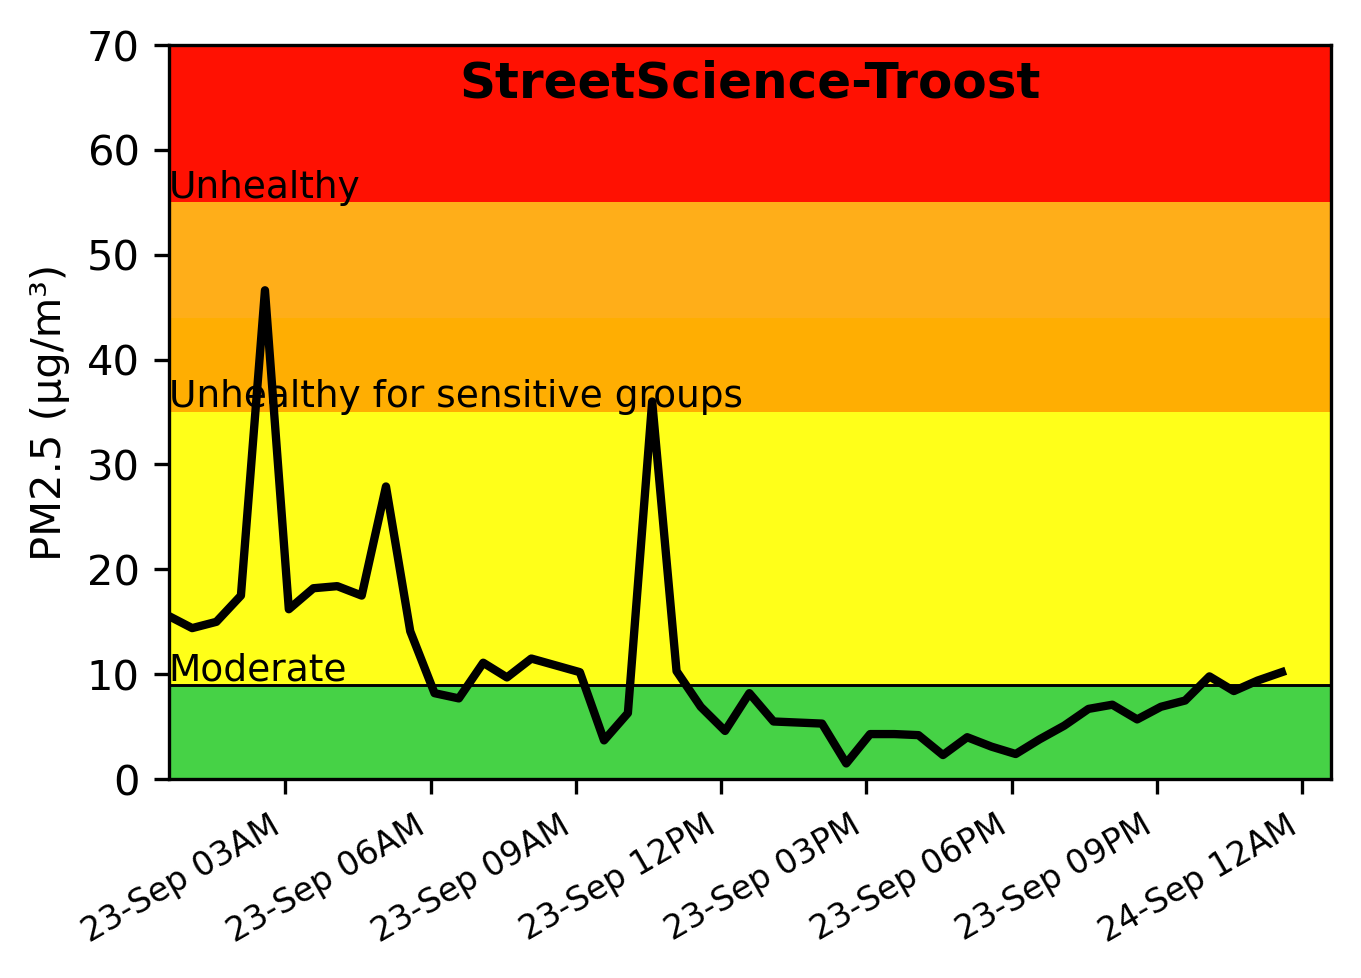 StreetScience-Troost
70
60
50
40
30
20
10
0
PM2.5 (µg/m³)
Unhealthy
Unhealthy for sensitive groups
Moderate
23-Sep 03AM
23-Sep 06AM
23-Sep 09AM
23-Sep 12PM
23-Sep 03PM
23-Sep 06PM
23-Sep 09PM
24-Sep 12AM